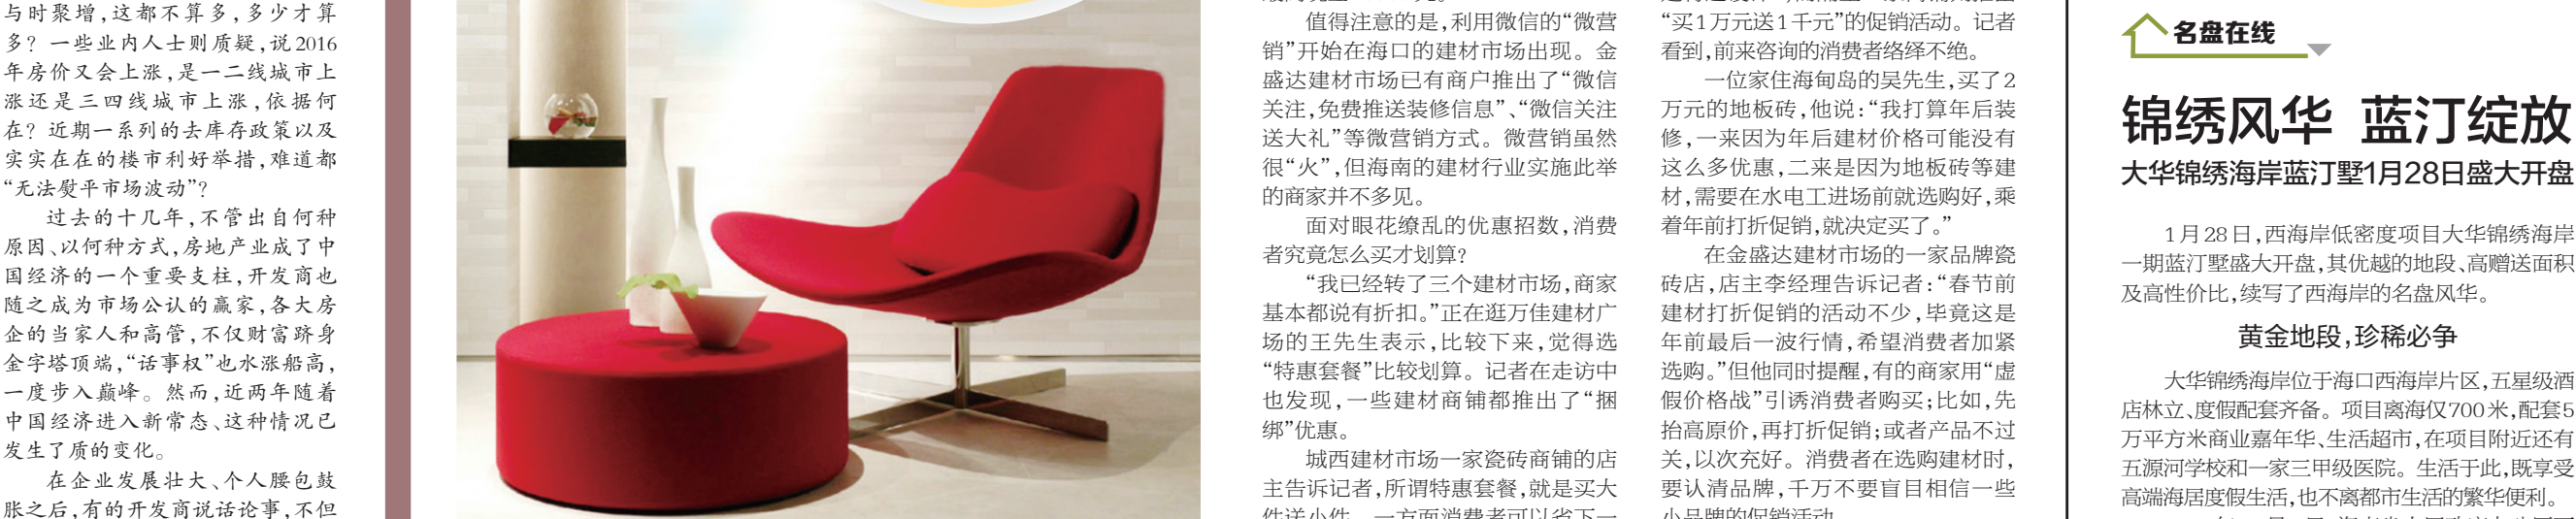 与时聚增,这都不算多,多少才算
多？一些业内人士则质疑,说2016
年房价又会上涨,是一二线城市上
涨还是三四线城市上涨,依据何
在？近期一系列的去库存政策以及
实实在在的楼市利好举措,难道都
“无法熨平市场波动”？
过去的十几年,不管出自何种
原因、以何种方式,房地产业成了中
国经济的一个重要支柱,开发商也
随之成为市场公认的赢家,各大房
企的当家人和高管,不仅财富跻身
金字塔顶端,“话事权”也水涨船高,
一度步入巅峰。然而,近两年随着
中国经济进入新常态、这种情况已
发生了质的变化。
在企业发展壮大、个人腰包鼓
胀之后,有的开发商说话论事,不但
值得注意的是,利用微信的“微营
销”开始在海口的建材市场出现。金
盛达建材市场已有商户推出了“微信
关注,免费推送装修信息”、“微信关注
送大礼”等微营销方式。微营销虽然
很“火”,但海南的建材行业实施此举
的商家并不多见。
面对眼花缭乱的优惠招数,消费
者究竟怎么买才划算？
“我已经转了三个建材市场,商家
基本都说有折扣。”正在逛万佳建材广
场的王先生表示,比较下来,觉得选
“特惠套餐”比较划算。记者在走访中
也发现,一些建材商铺都推出了“捆
绑”优惠。
城西建材市场一家瓷砖商铺的店
主告诉记者,所谓特惠套餐,就是买大
件送小件,一方面消费者可以省下一
“买1万元送1千元”的促销活动。记者
看到,前来咨询的消费者络绎不绝。
一位家住海甸岛的吴先生,买了2
万元的地板砖,他说：“我打算年后装
修,一来因为年后建材价格可能没有
这么多优惠,二来是因为地板砖等建
材,需要在水电工进场前就选购好,乘
着年前打折促销,就决定买了。”
在金盛达建材市场的一家品牌瓷
砖店,店主李经理告诉记者：“春节前
建材打折促销的活动不少,毕竟这是
年前最后一波行情,希望消费者加紧
选购。”但他同时提醒,有的商家用“虚
假价格战”引诱消费者购买；比如,先
抬高原价,再打折促销；或者产品不过
关,以次充好。消费者在选购建材时,
要认清品牌,千万不要盲目相信一些
小品牌的促销活动
名盘在线
锦绣风华 蓝汀绽放
大华锦绣海岸蓝汀墅1月28日盛大开盘
1月28日,西海岸低密度项目大华锦绣海岸
一期蓝汀墅盛大开盘,其优越的地段、高赠送面积
及高性价比,续写了西海岸的名盘风华。
黄金地段,珍稀必争
大华锦绣海岸位于海口西海岸片区,五星级酒
店林立、度假配套齐备。项目离海仅700米,配套5
万平方米商业嘉年华、生活超市,在项目附近还有
五源河学校和一家三甲级医院。生活于此,既享受
高端海居度假生活,也不离都市生活的繁华便利。